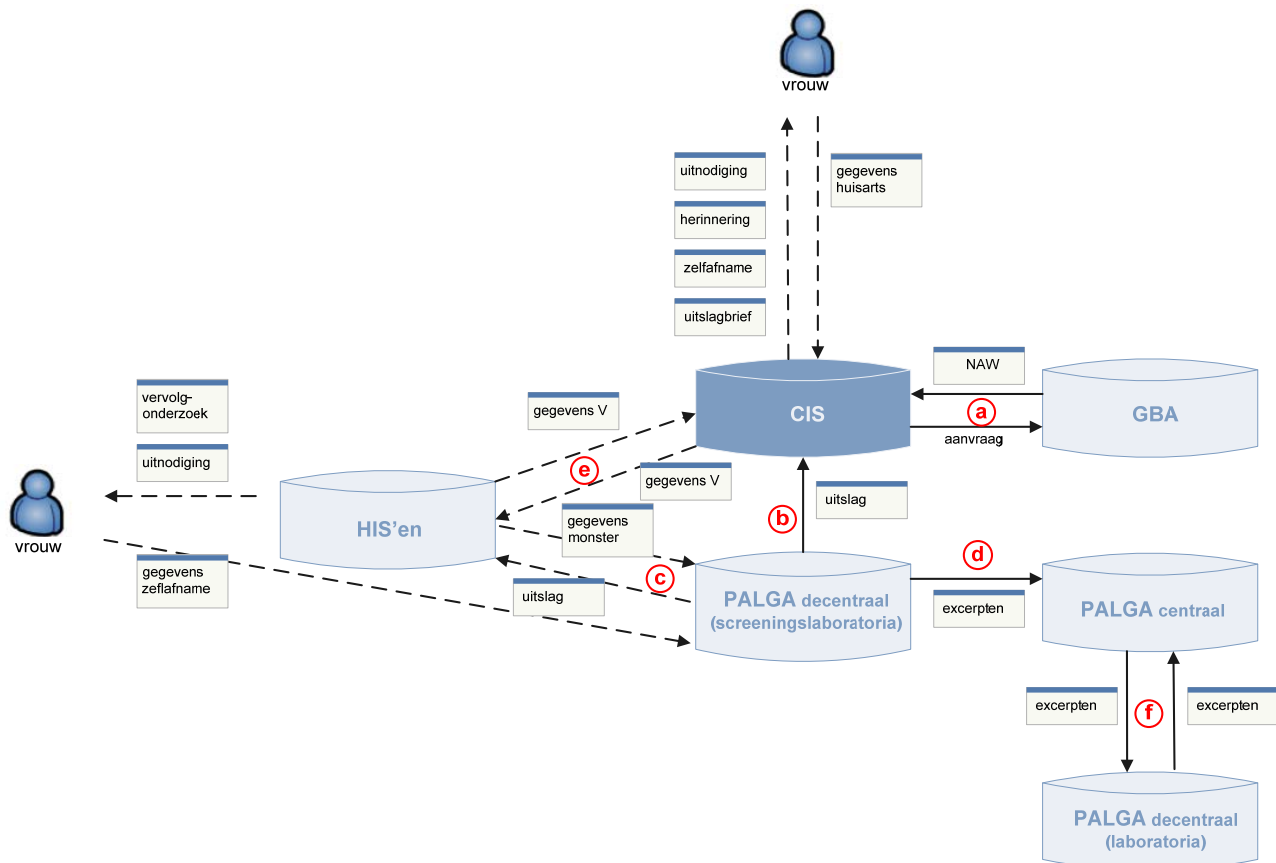 vrouw
uitnodiging
gegevens
huisarts
herinnering
zelfafname
uitslagbrief
NAW
CIS
a
GBA
aanvraag
vervolg-
onderzoek
uitnodiging
gegevens V
e
gegevens V
vrouw
HIS'en
gegevens
monster
b
uitslag
gegevens
zeflafname
uitslag
c
PALGA decentraal
(screeningslaboratoria)
d
excerpten
PALGA centraal
excerpten
f
excerpten
PALGA decentraal
(laboratoria)